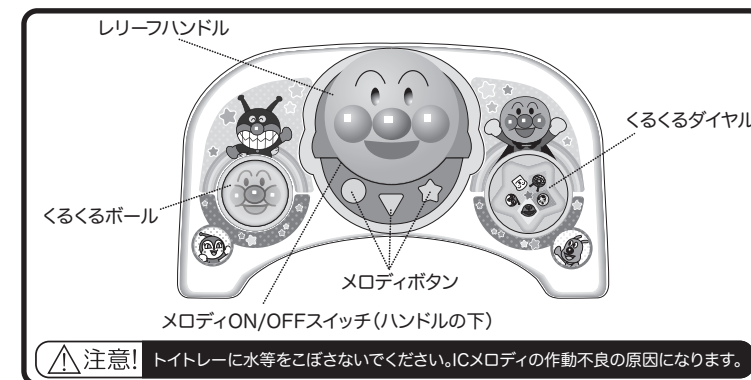 レリーフハンドル
くるくるダイヤル
くるくるボール
メロディボタン
メロディON/OFFスイッチ(ハンドルの下)
注意! トイトレーに水等をこぼさないでください。ICメロディの作動不良の原因になります。